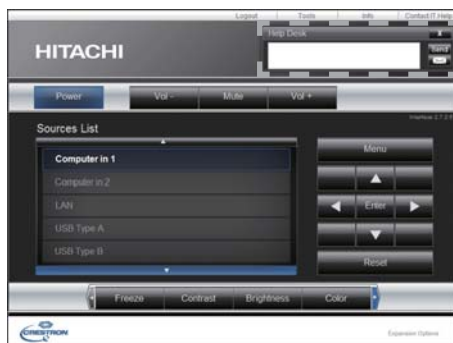 Logout Tools Info Contact IT Help
Help Desk X
HITACHI
Send
Power Vol - Mute Vol +
Sources List
Menu
Computer in 1
Computer in 2
Enter
LAN
USB Type A
USB Type B
Reset
Freeze Contrast Brightness Color
CRESTRON
Expansion Options